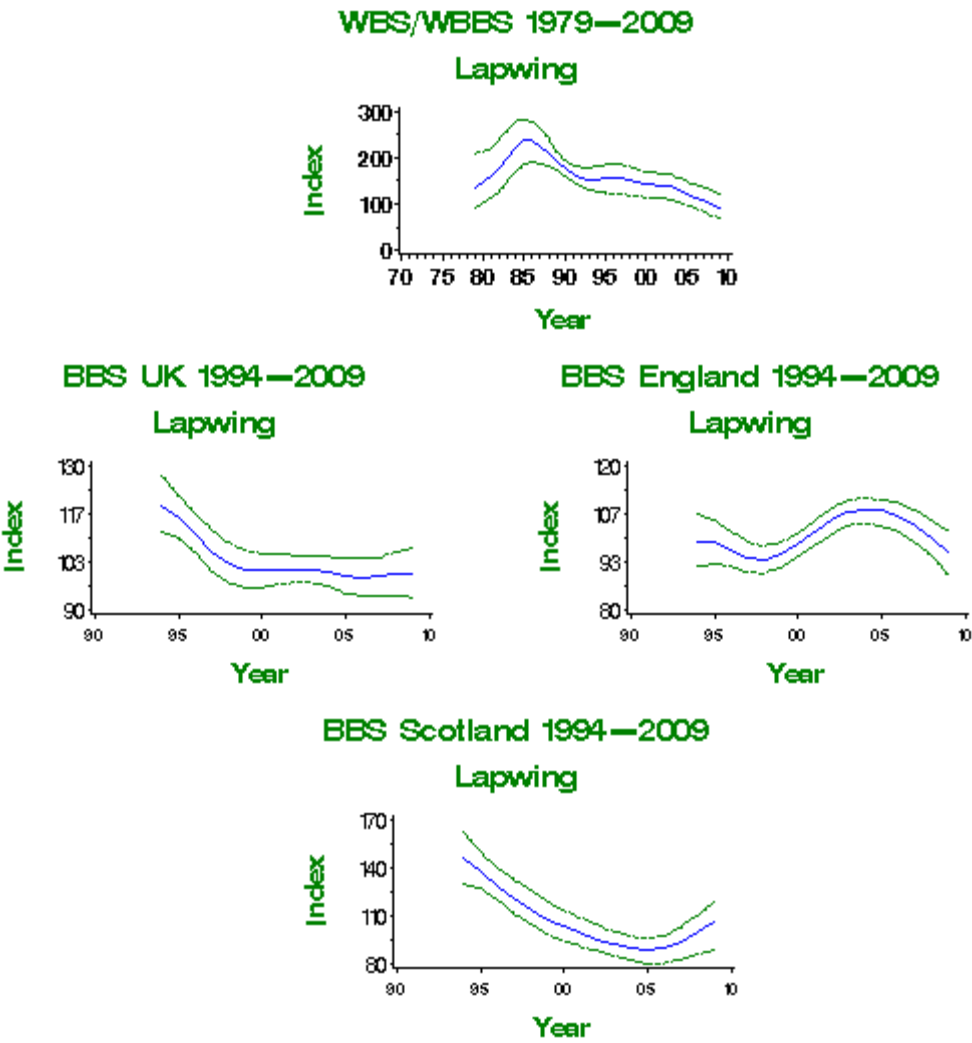 WBS/WBBS 1979—2009
Lapwing
300
200
100
0
Index
70 75 80 85 90 95 00 05 10
Year
BBS UK 1994—2009
Lapwing
130
117
103
90
Index
90 95 00 05 10
Year
BBS England 1994—2009
Lapwing
120
107
93
80
Index
90 95 00 05 10
Year
BBS Scotland 1994—2009
Lapwing
170
140
110
80
Index
90 95 00 05 10
Year